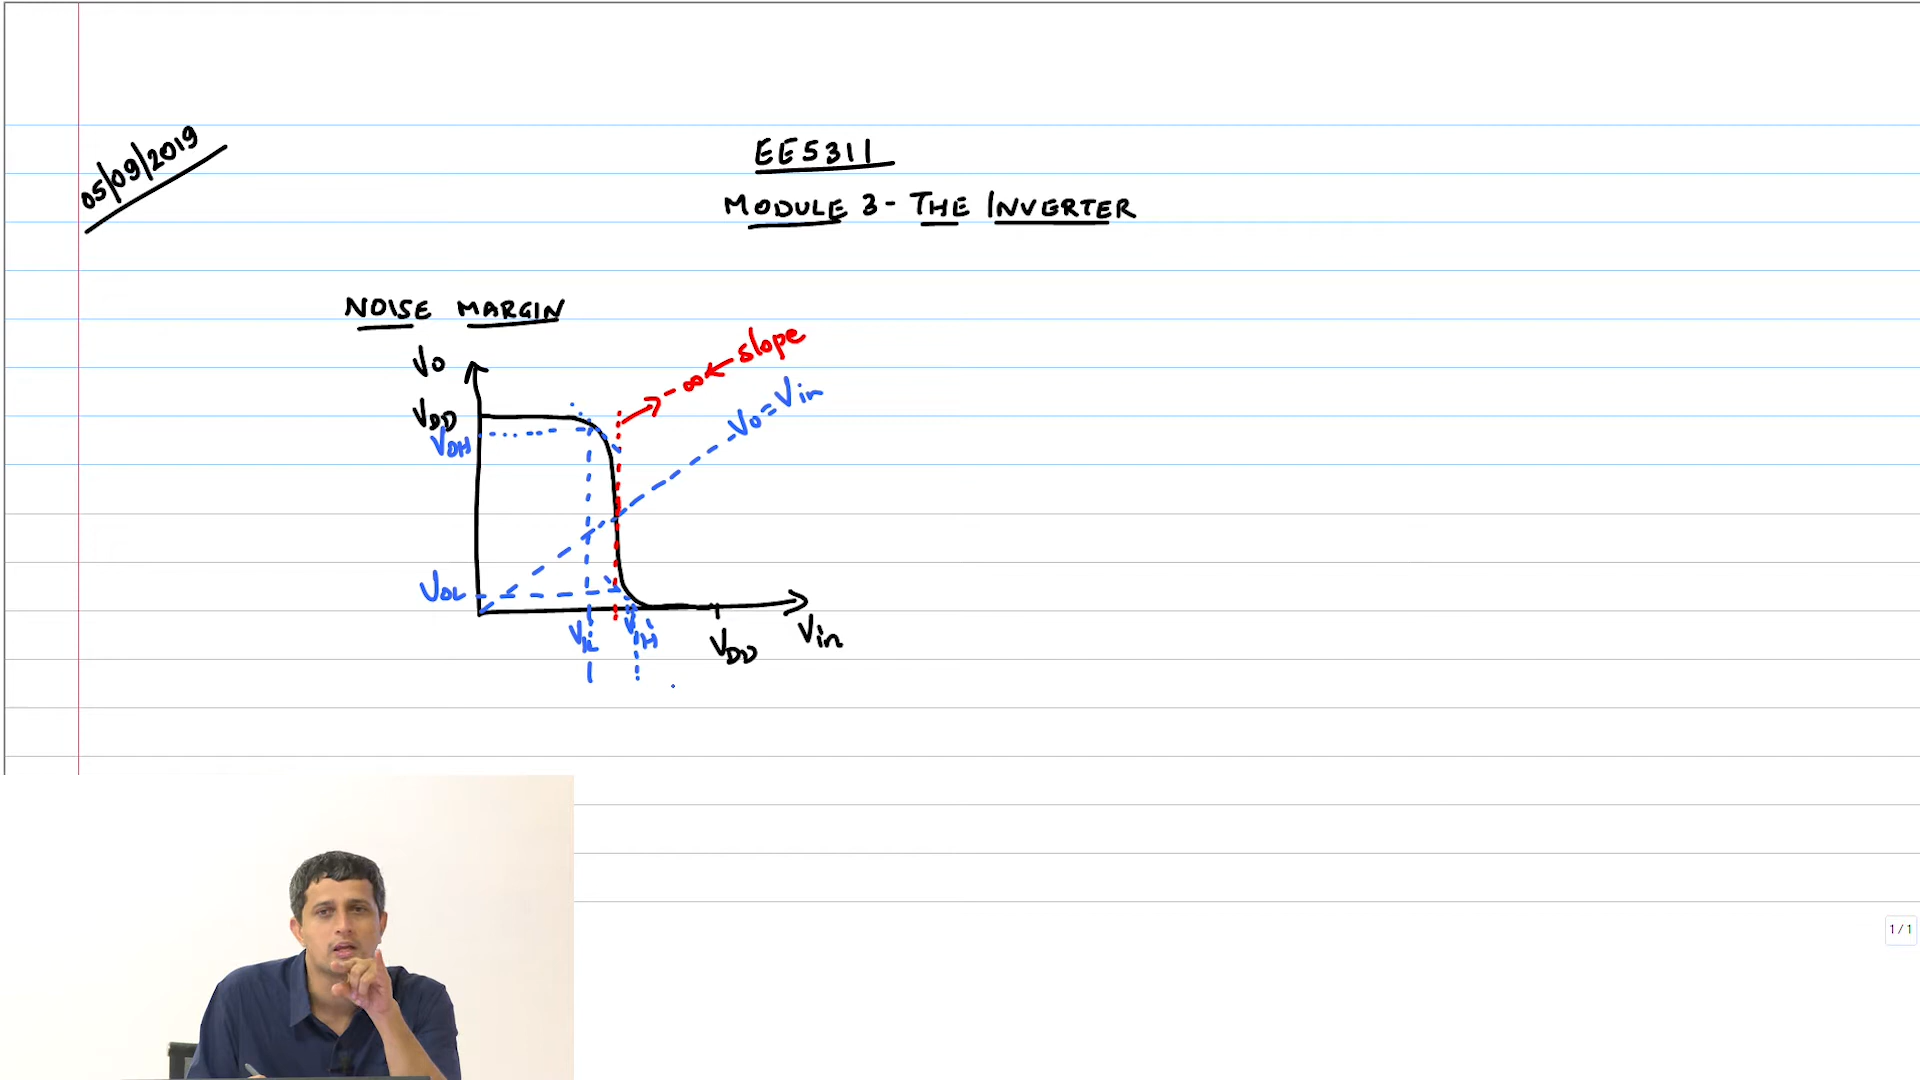 05/09/2019
EE5311
MODULE 3 - THE INVERTER
NOISE MARGIN
slope
-∞
Vo
Vo = Vin
VDD
VOH
VOL
VIL
VIH
VDD
Vin
1 / 1